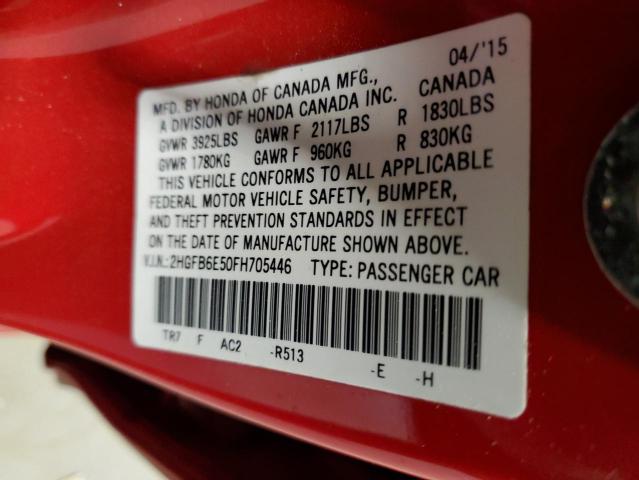 04/'15
MFD. BY HONDA OF CANADA MFG., CANADA
A DIVISION OF HONDA CANADA INC.
GVWR 3925LBS GAWR F 2117LBS R 1830LBS
GVWR 1780KG GAWR F 960KG R 830KG
THIS VEHICLE CONFORMS TO ALL APPLICABLE
FEDERAL MOTOR VEHICLE SAFETY, BUMPER,
AND THEFT PREVENTION STANDARDS IN EFFECT
ON THE DATE OF MANUFACTURE SHOWN ABOVE.
V.I.N.:2HGFB6E50FH705446 TYPE: PASSENGER CAR
TR7 F AC2 -R513 -E -H